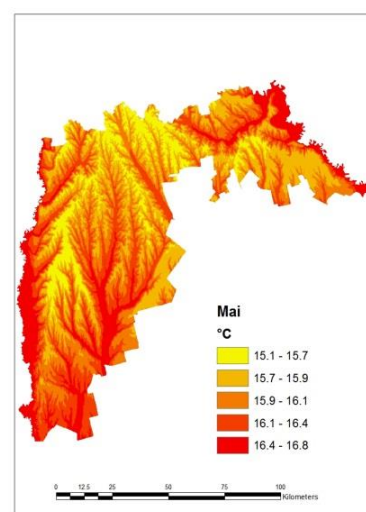 Mai
°C
15.1 - 15.7
15.7 - 15.9
15.9 - 16.1
16.1 - 16.4
16.4 - 16.8
0 12.5 25 50 75 100
Kilometers